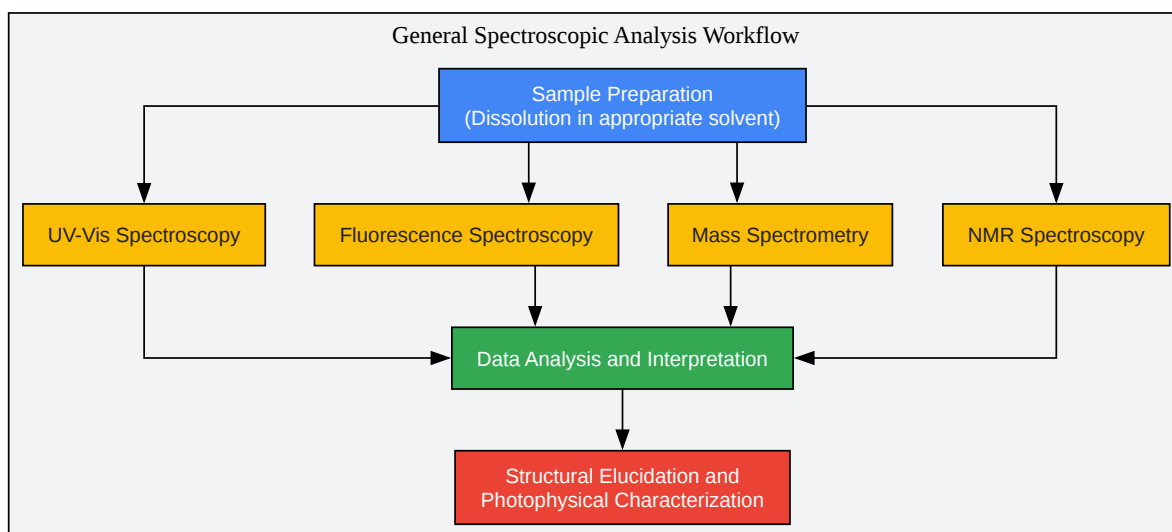 General Spectroscopic Analysis Workflow
Sample Preparation
(Dissolution in appropriate solvent)
UV-Vis Spectroscopy
Fluorescence Spectroscopy
Mass Spectrometry
NMR Spectroscopy
Data Analysis and Interpretation
Structural Elucidation and
Photophysical Characterization